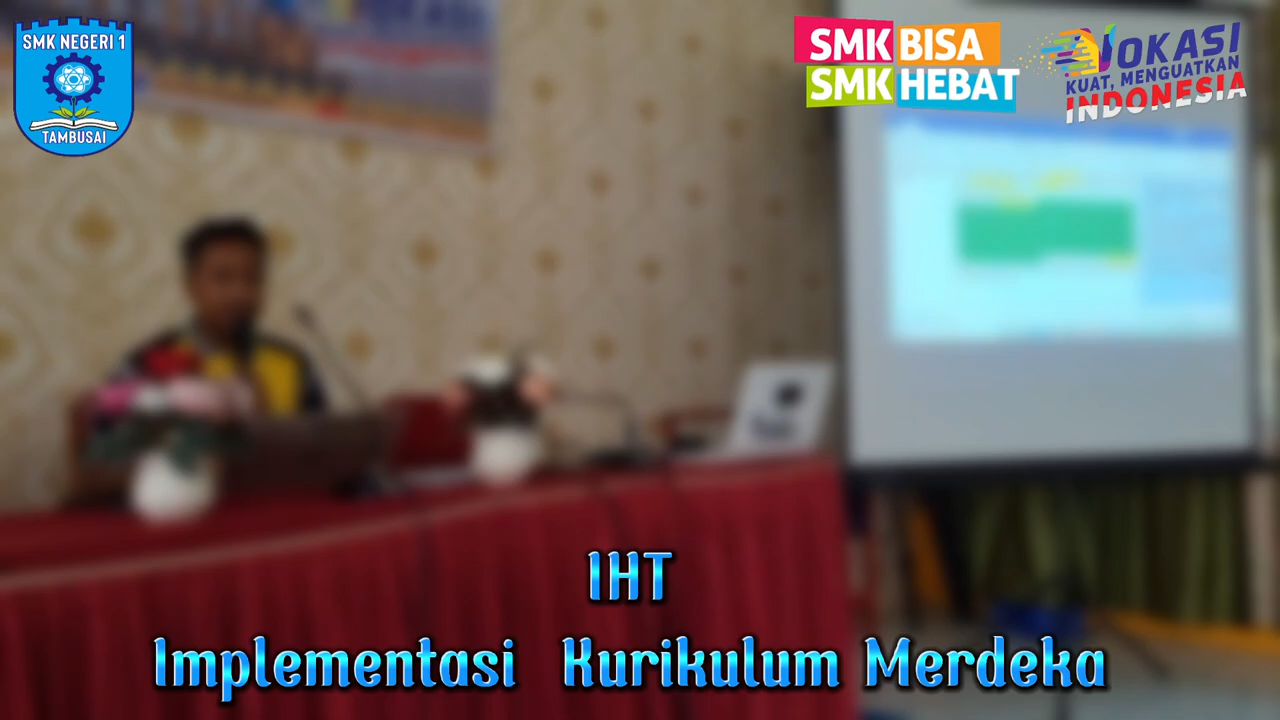 SMK NEGERI 1
TAMBUSAI
SMK BISA
SMK HEBAT
Vokasi
KUAT, MENGUATKAN
INDONESIA
IHT
Implementasi Kurikulum Merdeka